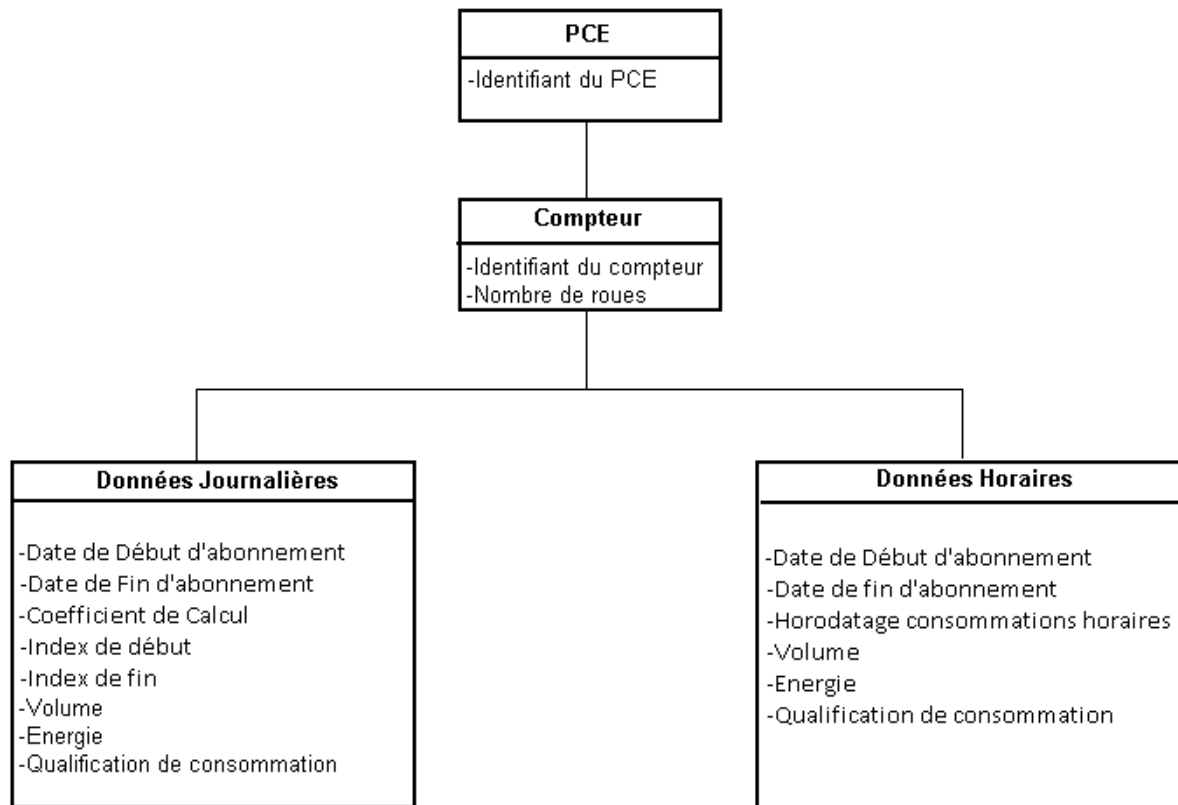 PCE
-Identifiant du PCE
Compteur
-Identifiant du compteur
-Nombre de roues
Données Journalières
-Date de Début d'abonnement
-Date de Fin d'abonnement
-Coefficient de Calcul
-Index de début
-Index de fin
-Volume
-Energie
-Qualification de consommation
Données Horaires
-Date de Début d'abonnement
-Date de fin d'abonnement
-Horodatage consommations horaires
-Volume
-Energie
-Qualification de consommation